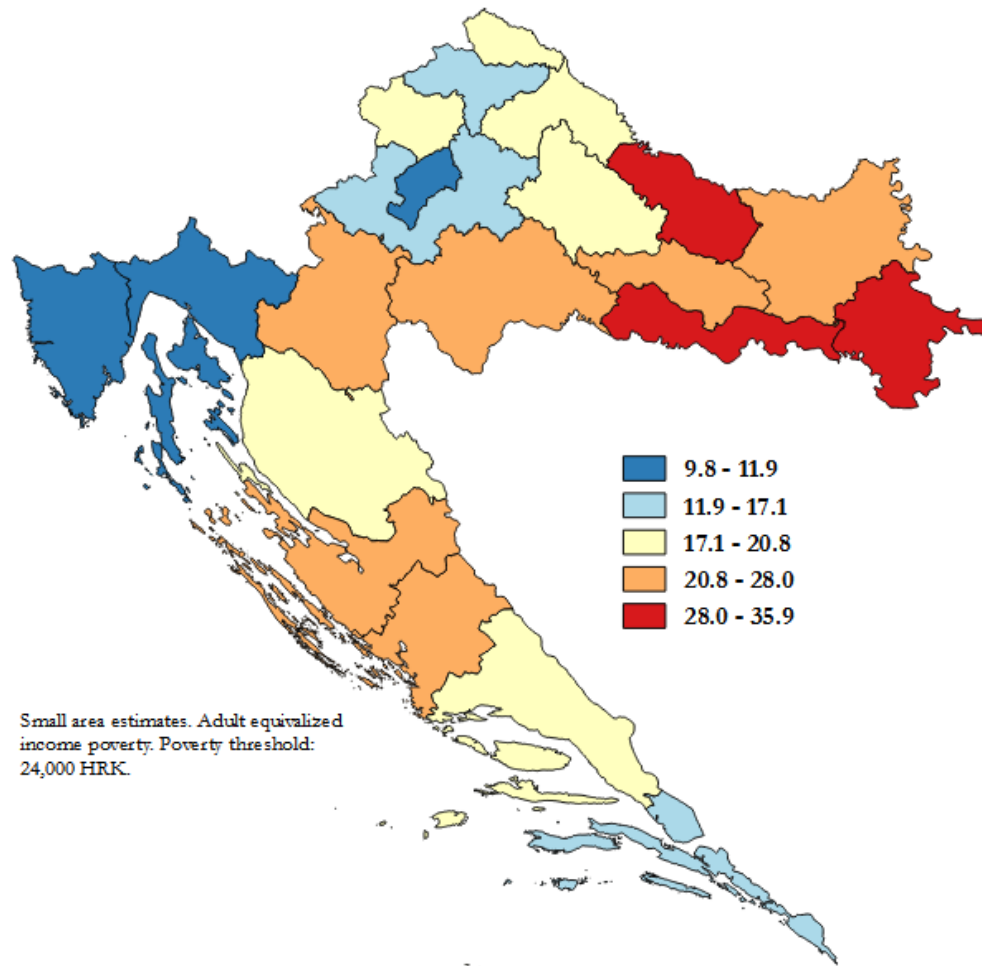 9.8 - 11.9
11.9 - 17.1
17.1 - 20.8
20.8 - 28.0
28.0 - 35.9
Small area estimates. Adult equivalized
income poverty. Poverty threshold:
24,000 HRK.